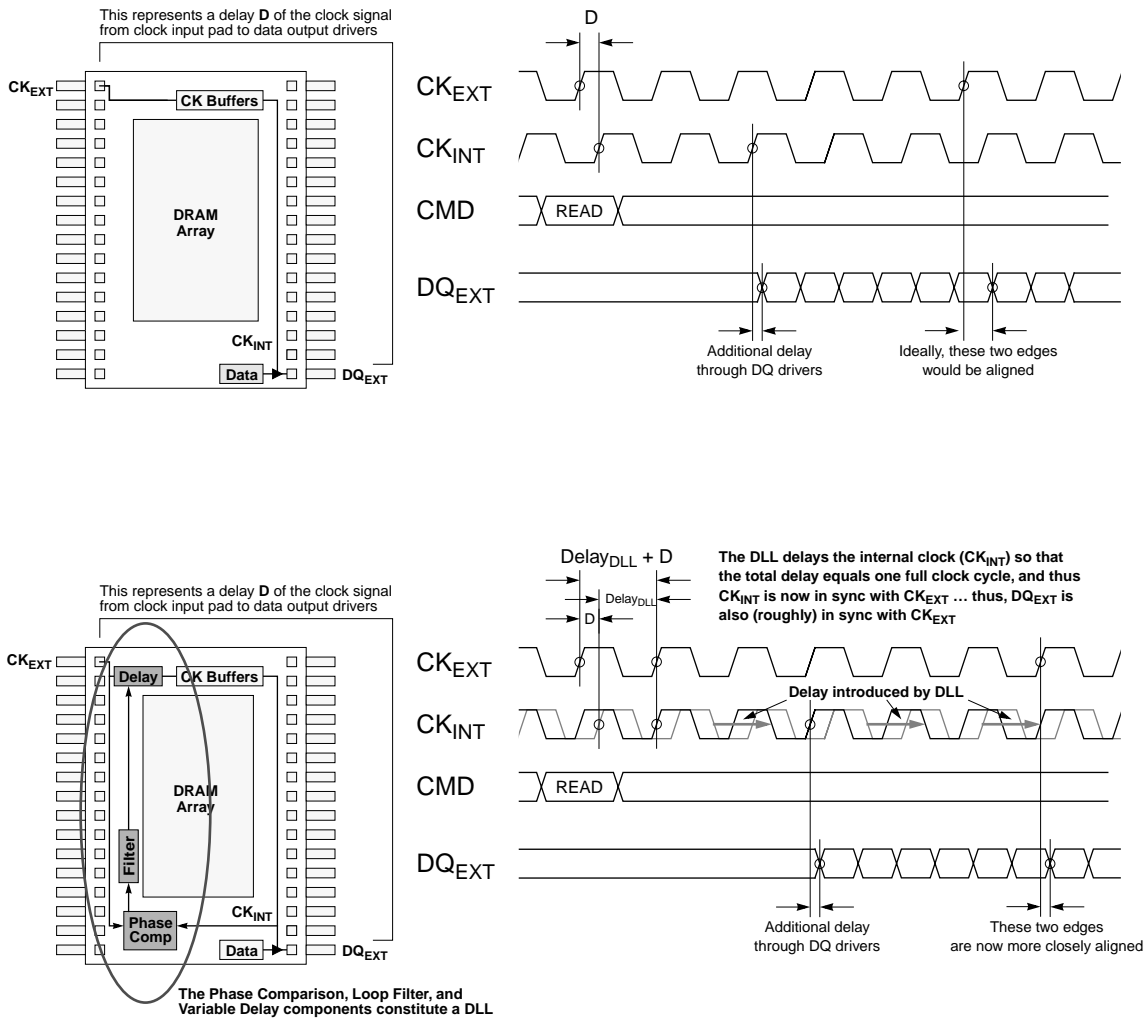 This represents a delay D of the clock signal
from clock input pad to data output drivers
CKEXT
CK Buffers
DRAM
Array
CKINT
Data
DQEXT
D
CKEXT
CKINT
CMD
READ
DQEXT
Additional delay
through DQ drivers
Ideally, these two edges
would be aligned
This represents a delay D of the clock signal
from clock input pad to data output drivers
CKEXT
Delay
CK Buffers
DRAM
Array
Filter
Phase
Comp
CKINT
Data
DQEXT
The Phase Comparison, Loop Filter, and
Variable Delay components constitute a DLL
DelayDLL + D
DelayDLL
D
The DLL delays the internal clock (CKINT) so that
the total delay equals one full clock cycle, and thus
CKINT is now in sync with CKEXT … thus, DQEXT is
also (roughly) in sync with CKEXT
CKEXT
Delay introduced by DLL
CKINT
CMD
READ
DQEXT
Additional delay
through DQ drivers
These two edges
are now more closely aligned